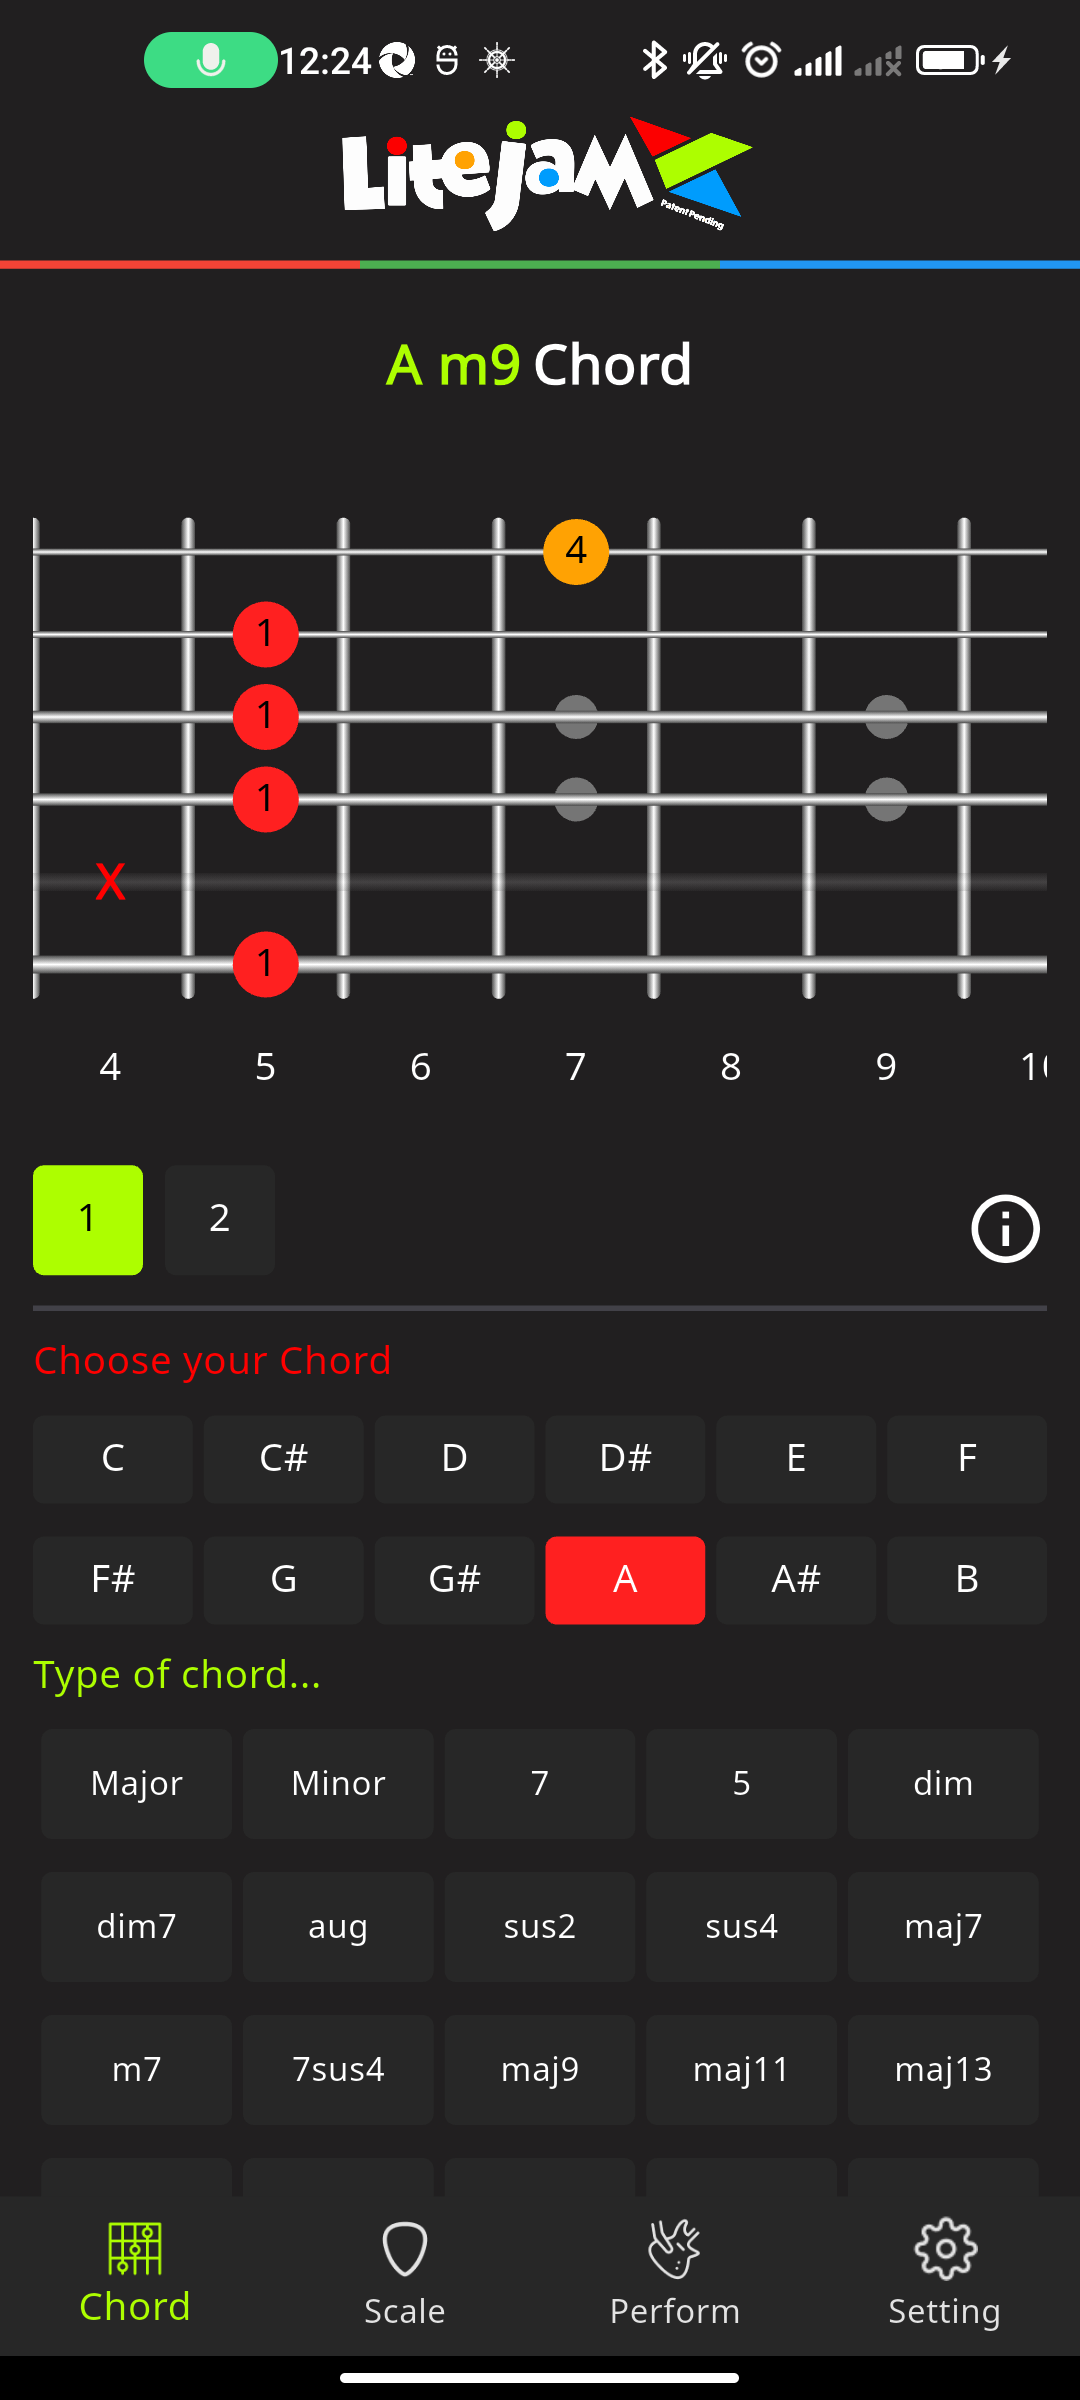 12:24
LiteJam
Patent Pending
A m9 Chord
4
1
1
1
X
1
4 5 6 7 8 9
1 2
Choose your Chord
C C# D D# E F
F# G G# A A# B
Type of chord...
Major Minor 7 5 dim
dim7 aug sus2 sus4 maj7
m7 7sus4 maj9 maj11 maj13
Chord Scale Perform Setting